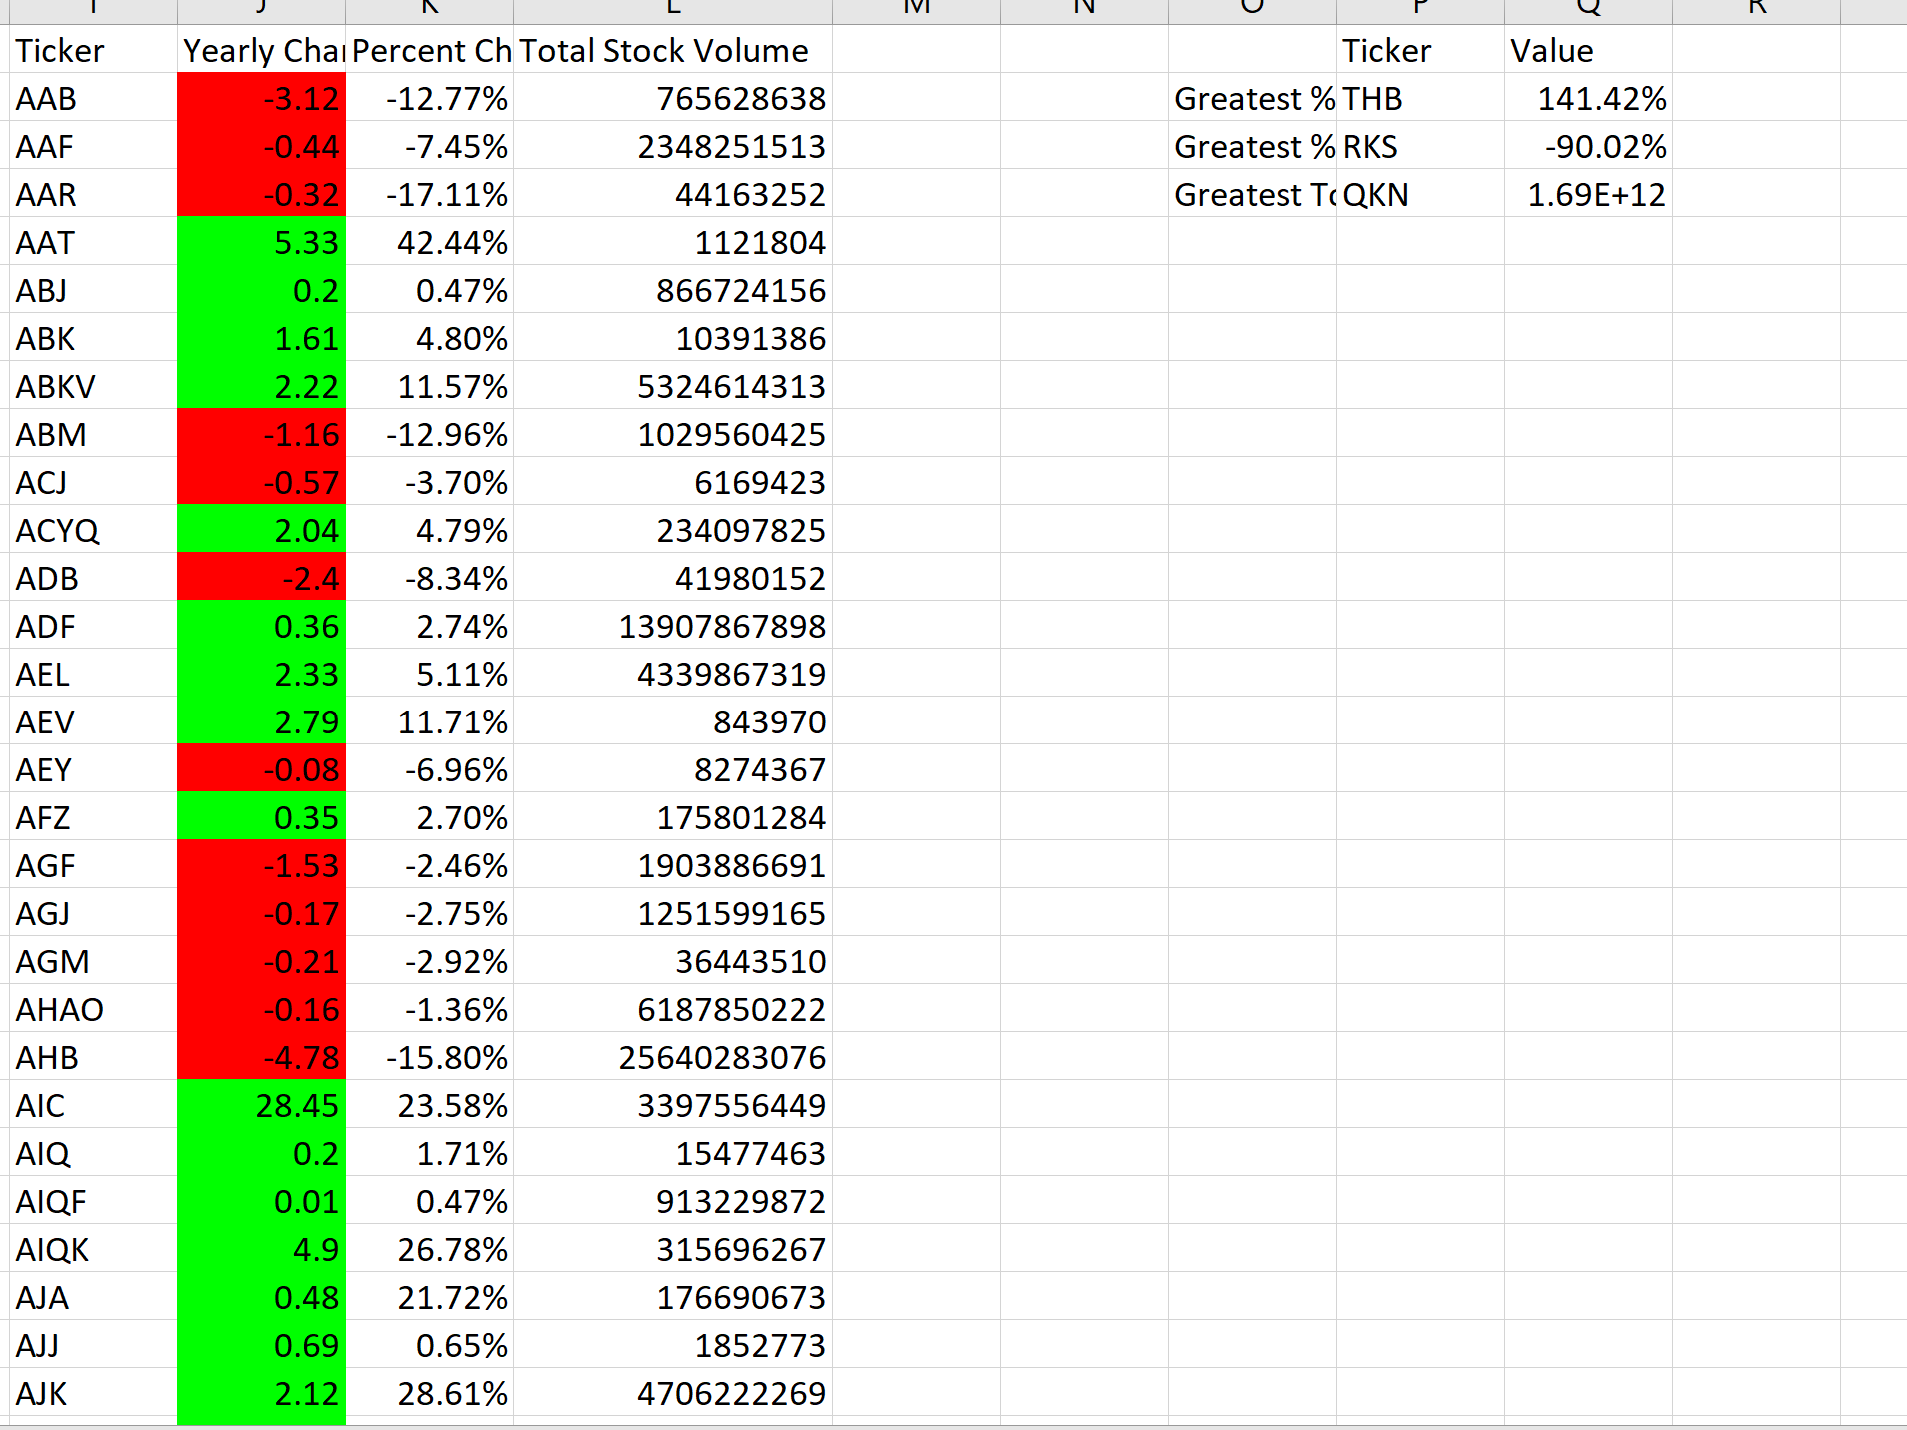 I J K L M N O P Q R
Ticker Yearly Chan Percent Ch Total Stock Volume Ticker Value
AAB -3.12 -12.77% 765628638 Greatest % THB 141.42%
AAF -0.44 -7.45% 2348251513 Greatest % RKS -90.02%
AAR -0.32 -17.11% 44163252 Greatest To QKN 1.69E+12
AAT 5.33 42.44% 1121804
ABJ 0.2 0.47% 866724156
ABK 1.61 4.80% 10391386
ABKV 2.22 11.57% 5324614313
ABM -1.16 -12.96% 1029560425
ACJ -0.57 -3.70% 6169423
ACYQ 2.04 4.79% 234097825
ADB -2.4 -8.34% 41980152
ADF 0.36 2.74% 13907867898
AEL 2.33 5.11% 4339867319
AEV 2.79 11.71% 843970
AEY -0.08 -6.96% 8274367
AFZ 0.35 2.70% 175801284
AGF -1.53 -2.46% 1903886691
AGJ -0.17 -2.75% 1251599165
AGM -0.21 -2.92% 36443510
AHAO -0.16 -1.36% 6187850222
AHB -4.78 -15.80% 25640283076
AIC 28.45 23.58% 3397556449
AIQ 0.2 1.71% 15477463
AIQF 0.01 0.47% 913229872
AIQK 4.9 26.78% 315696267
AJA 0.48 21.72% 176690673
AJJ 0.69 0.65% 1852773
AJK 2.12 28.61% 4706222269